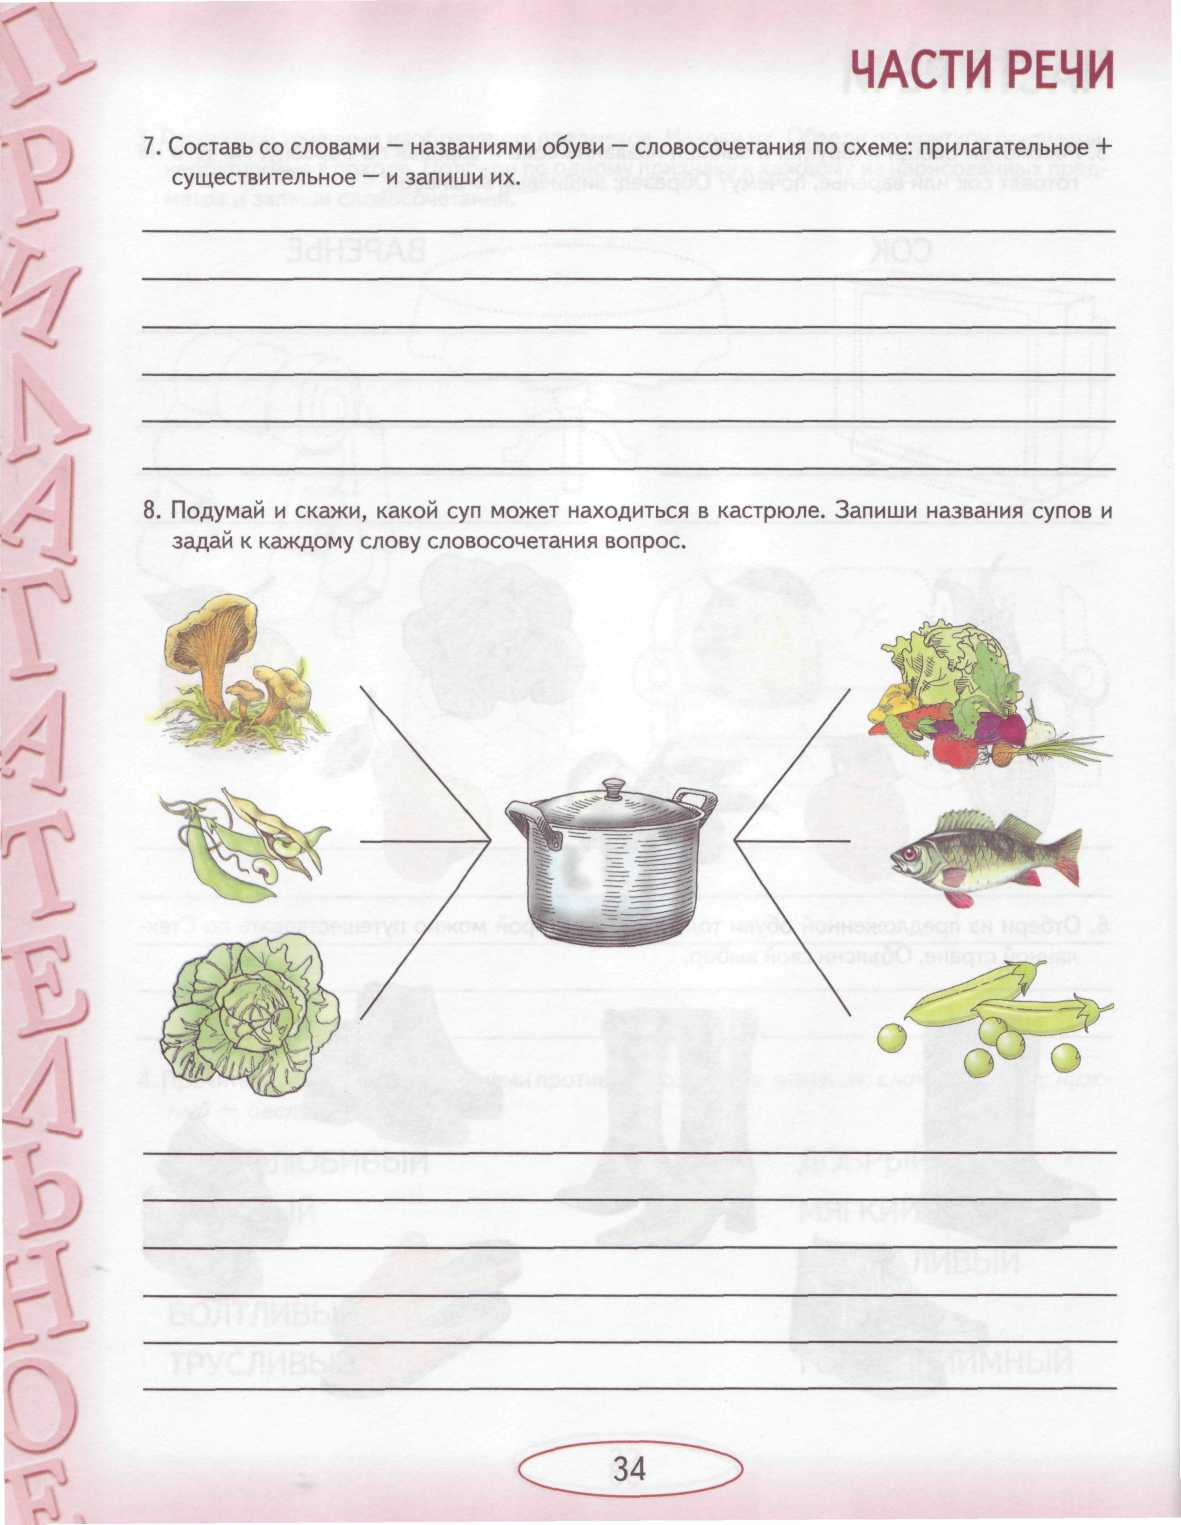 ЧАСТИ РЕЧИ
7. Составь со словами — названиями обуви — словосочетания по схеме: прилагательное +
существительное — и запиши их.
8. Подумай и скажи, какой суп может находиться в кастрюле. Запиши названия супов и
задай к каждому слову словосочетания вопрос.
34
ПРИЛАГАТЕЛЬНОЕ